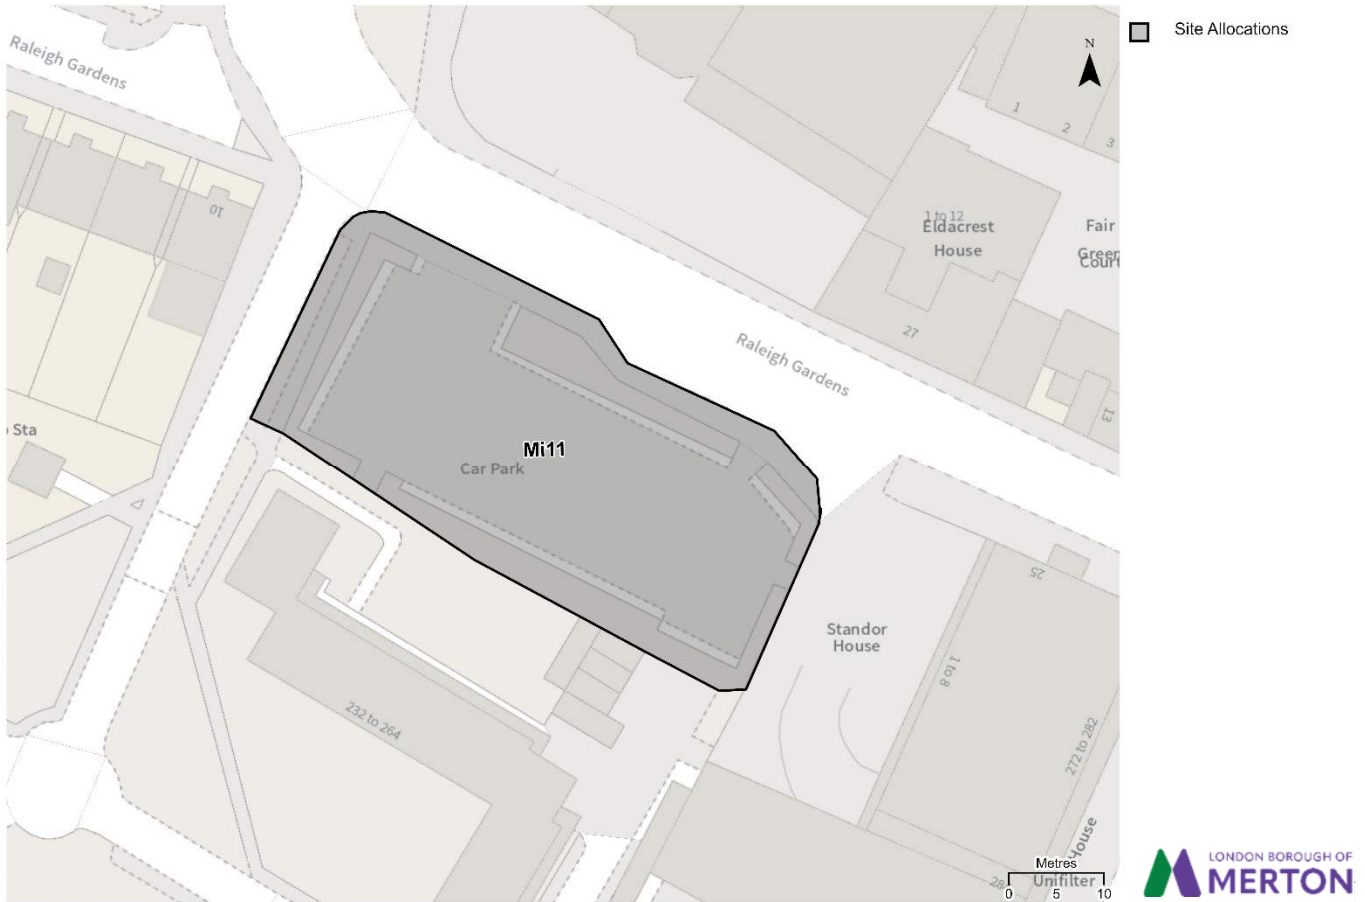 Raleigh Gardens
Site Allocations
N
1
2
3
10
1 to 12
Eldacrest
House
Fair
Green
Court
27
Raleigh Gardens
13
Sta
Mi11
Car Park
25
Standor
House
1 to 8
232 to 264
272 to 282
House
Unifilter
Metres
0 5 10
LONDON BOROUGH OF
MERTON